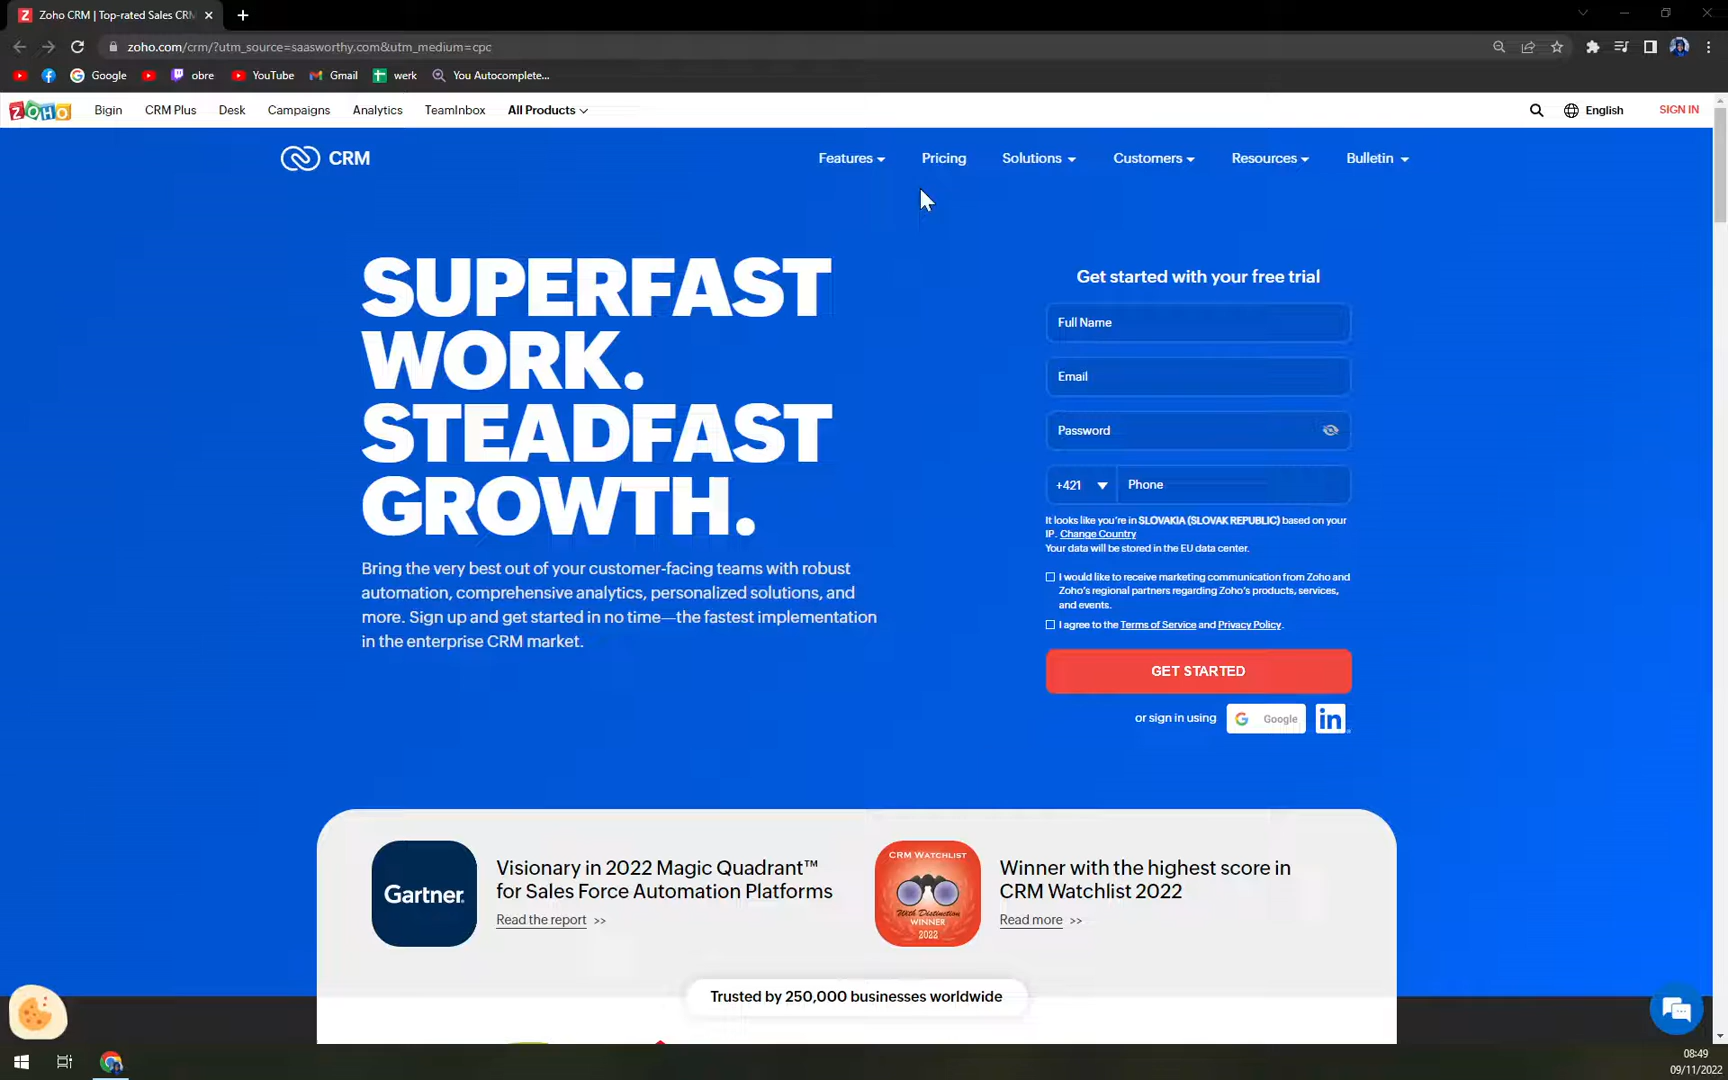 Zoho CRM | Top-rated Sales CRM
zoho.com/crm/?utm_source=saasworthy.com&utm_medium=cpc
Google
obre
YouTube
Gmail
werk
You Autocomplete...
ZOHO
Bigin
CRM Plus
Desk
Campaigns
Analytics
TeamInbox
All Products
English
SIGN IN
CRM
Features
Pricing
Solutions
Customers
Resources
Bulletin
SUPERFAST
WORK.
STEADFAST
GROWTH.
Bring the very best out of your customer-facing teams with robust
automation, comprehensive analytics, personalized solutions, and
more. Sign up and get started in no time—the fastest implementation
in the enterprise CRM market.
Get started with your free trial
Full Name
Email
Password
+421
Phone
It looks like you're in SLOVAKIA (SLOVAK REPUBLIC) based on your
IP. Change Country
Your data will be stored in the EU data center.
I would like to receive marketing communication from Zoho and
Zoho's regional partners regarding Zoho's products, services,
and events.
I agree to the Terms of Service and Privacy Policy.
GET STARTED
or sign in using
Google
in
Gartner
Visionary in 2022 Magic Quadrant™
for Sales Force Automation Platforms
Read the report >>
CRM WATCHLIST
With Distinction
WINNER
2022
Winner with the highest score in
CRM Watchlist 2022
Read more >>
Trusted by 250,000 businesses worldwide
08:49
09/11/2022